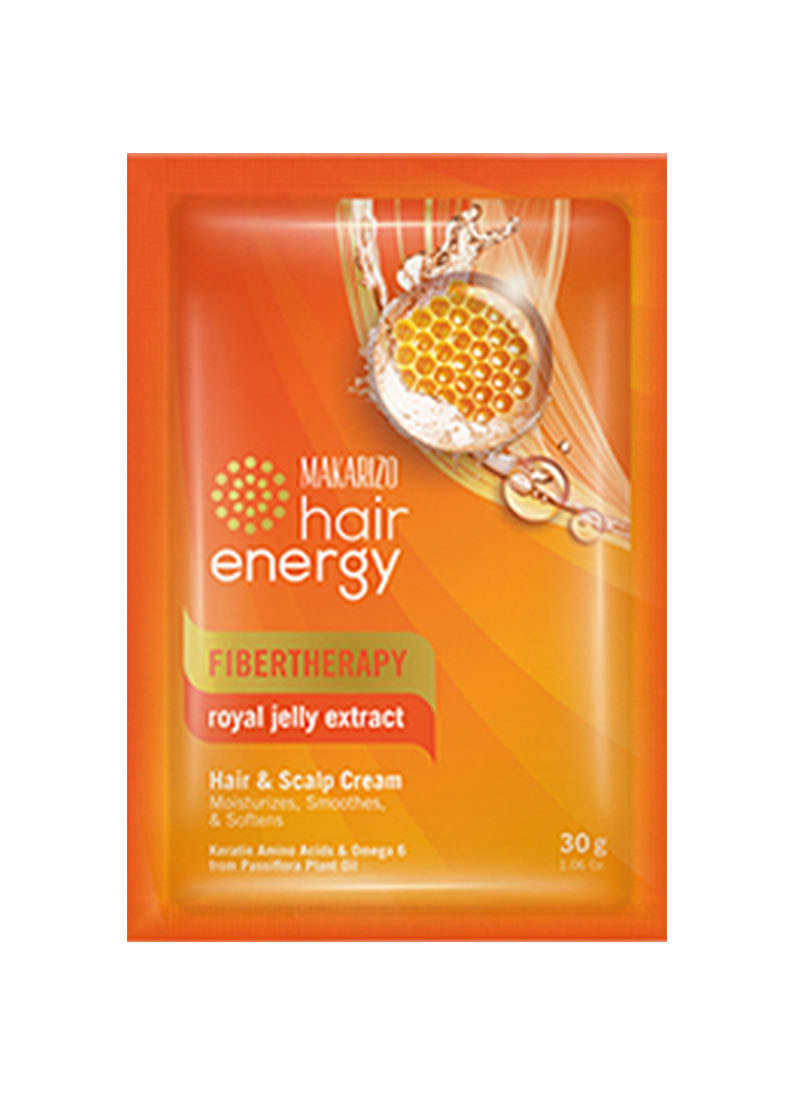 MAKARIZO
hair
energy
FIBERTHERAPY
royal jelly extract
Hair & Scalp Cream
Moisturizes, Smoothes,
& Softens
Keratin Amino Acids & Omega 6
from Passiflora Plant Oil
30 g
1.06 Oz